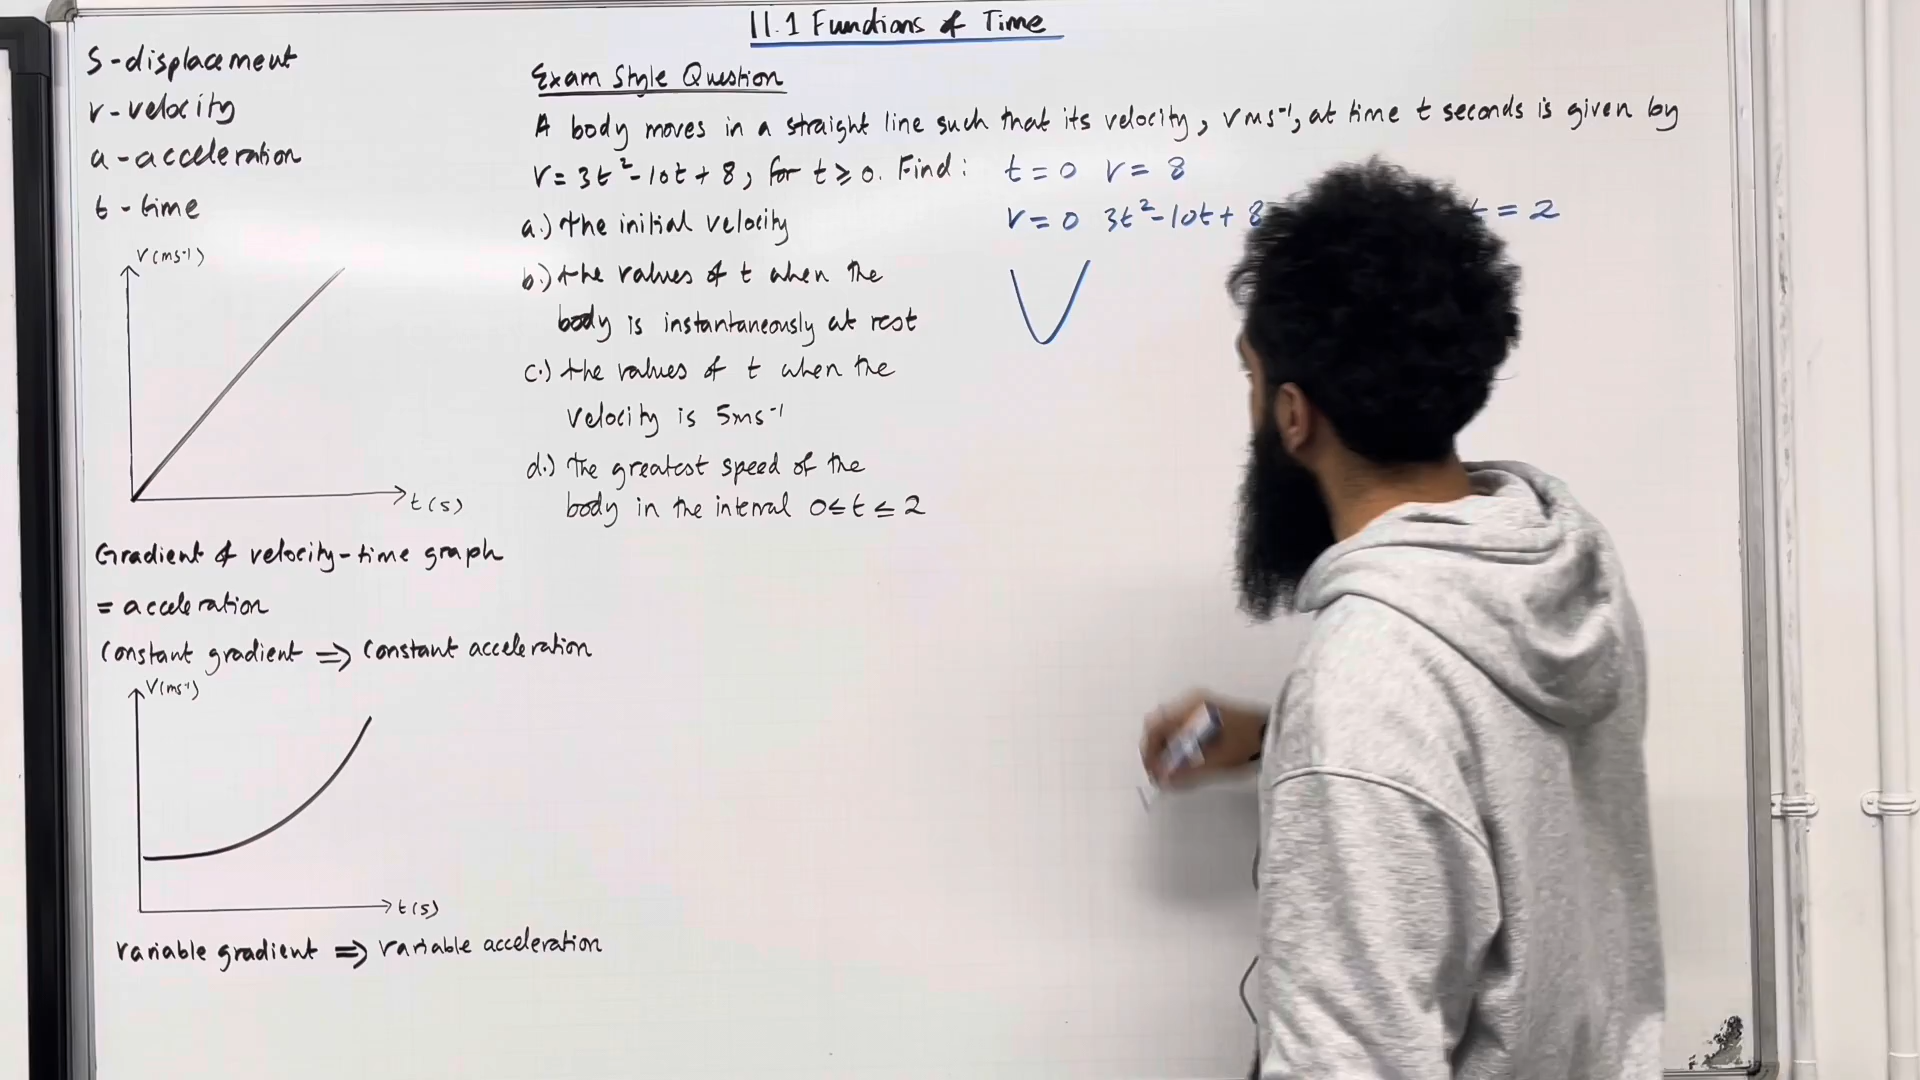 11.1 Functions of Time
S - displacement
v - velocity
a - acceleration
t - time
v(ms⁻¹)
t(s)
Gradient of velocity-time graph
= acceleration
Constant gradient ⇒ constant acceleration
v(ms⁻¹)
t(s)
variable gradient ⇒ variable acceleration
Exam Style Question
A body moves in a straight line such that its velocity, v ms⁻¹, at time t seconds is given by
v = 3t² - 10t + 8, for t ≥ 0. Find:
a.) the initial velocity
b.) the values of t when the
body is instantaneously at rest
c.) the values of t when the
velocity is 5ms⁻¹
d.) the greatest speed of the
body in the interval 0 ≤ t ≤ 2
t = 0 v = 8
v = 0 3t² - 10t + 8 = 2